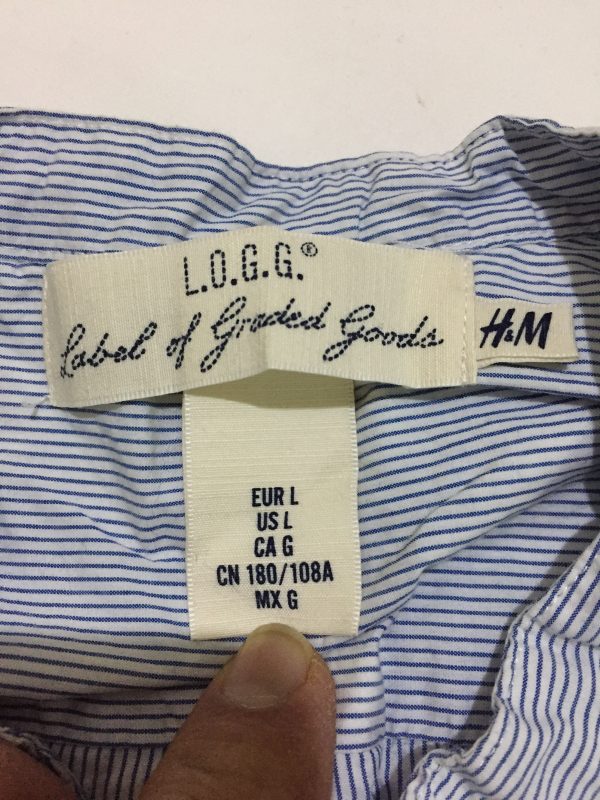 L.O.G.G.®
Label of Graded Goods
H&M
EUR L
US L
CA G
CN 180/108A
MX G